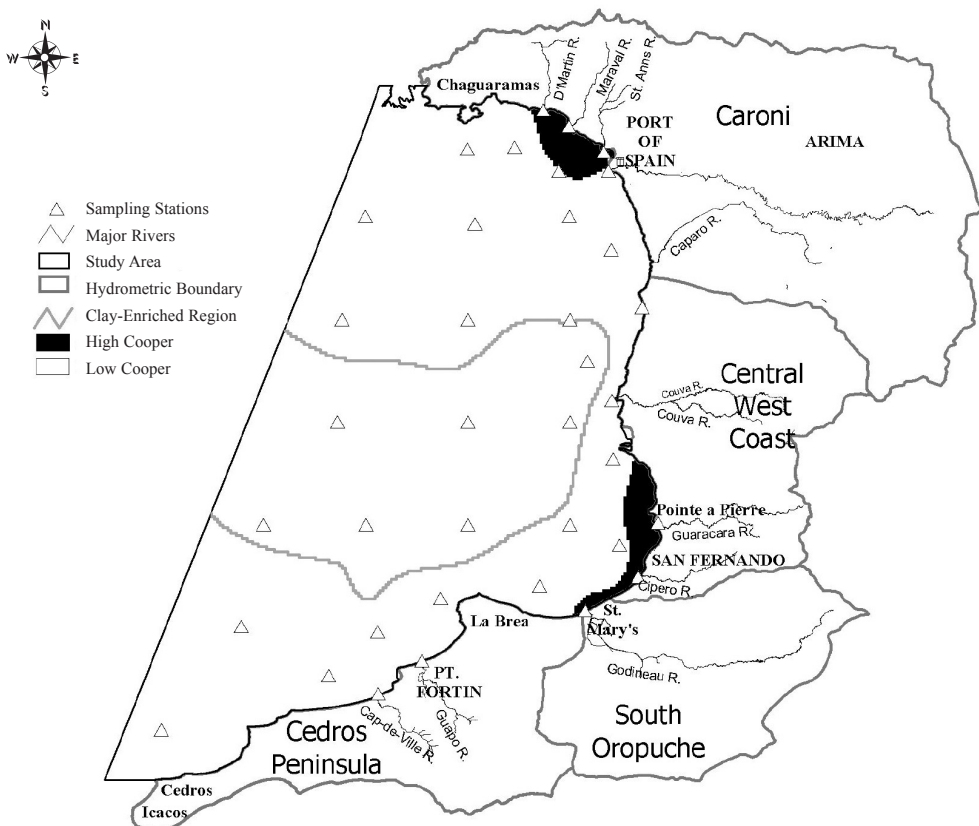 N
W
E
S
Chaguaramas
D'Martin R.
Maraval R.
St. Anns R.
PORT
OF
SPAIN
Caroni
ARIMA
Caparo R.
Sampling Stations
Major Rivers
Study Area
Hydrometric Boundary
Clay-Enriched Region
High Cooper
Low Cooper
Central
West
Coast
Couva R.
Couva R.
Pointe a Pierre
Guaracara R.
SAN FERNANDO
Cipero R.
St.
Mary's
La Brea
Godineau R.
PT.
FORTIN
Guapo R.
Cap-de-Ville R.
South
Oropuche
Cedros
Peninsula
Cedros
Icacos